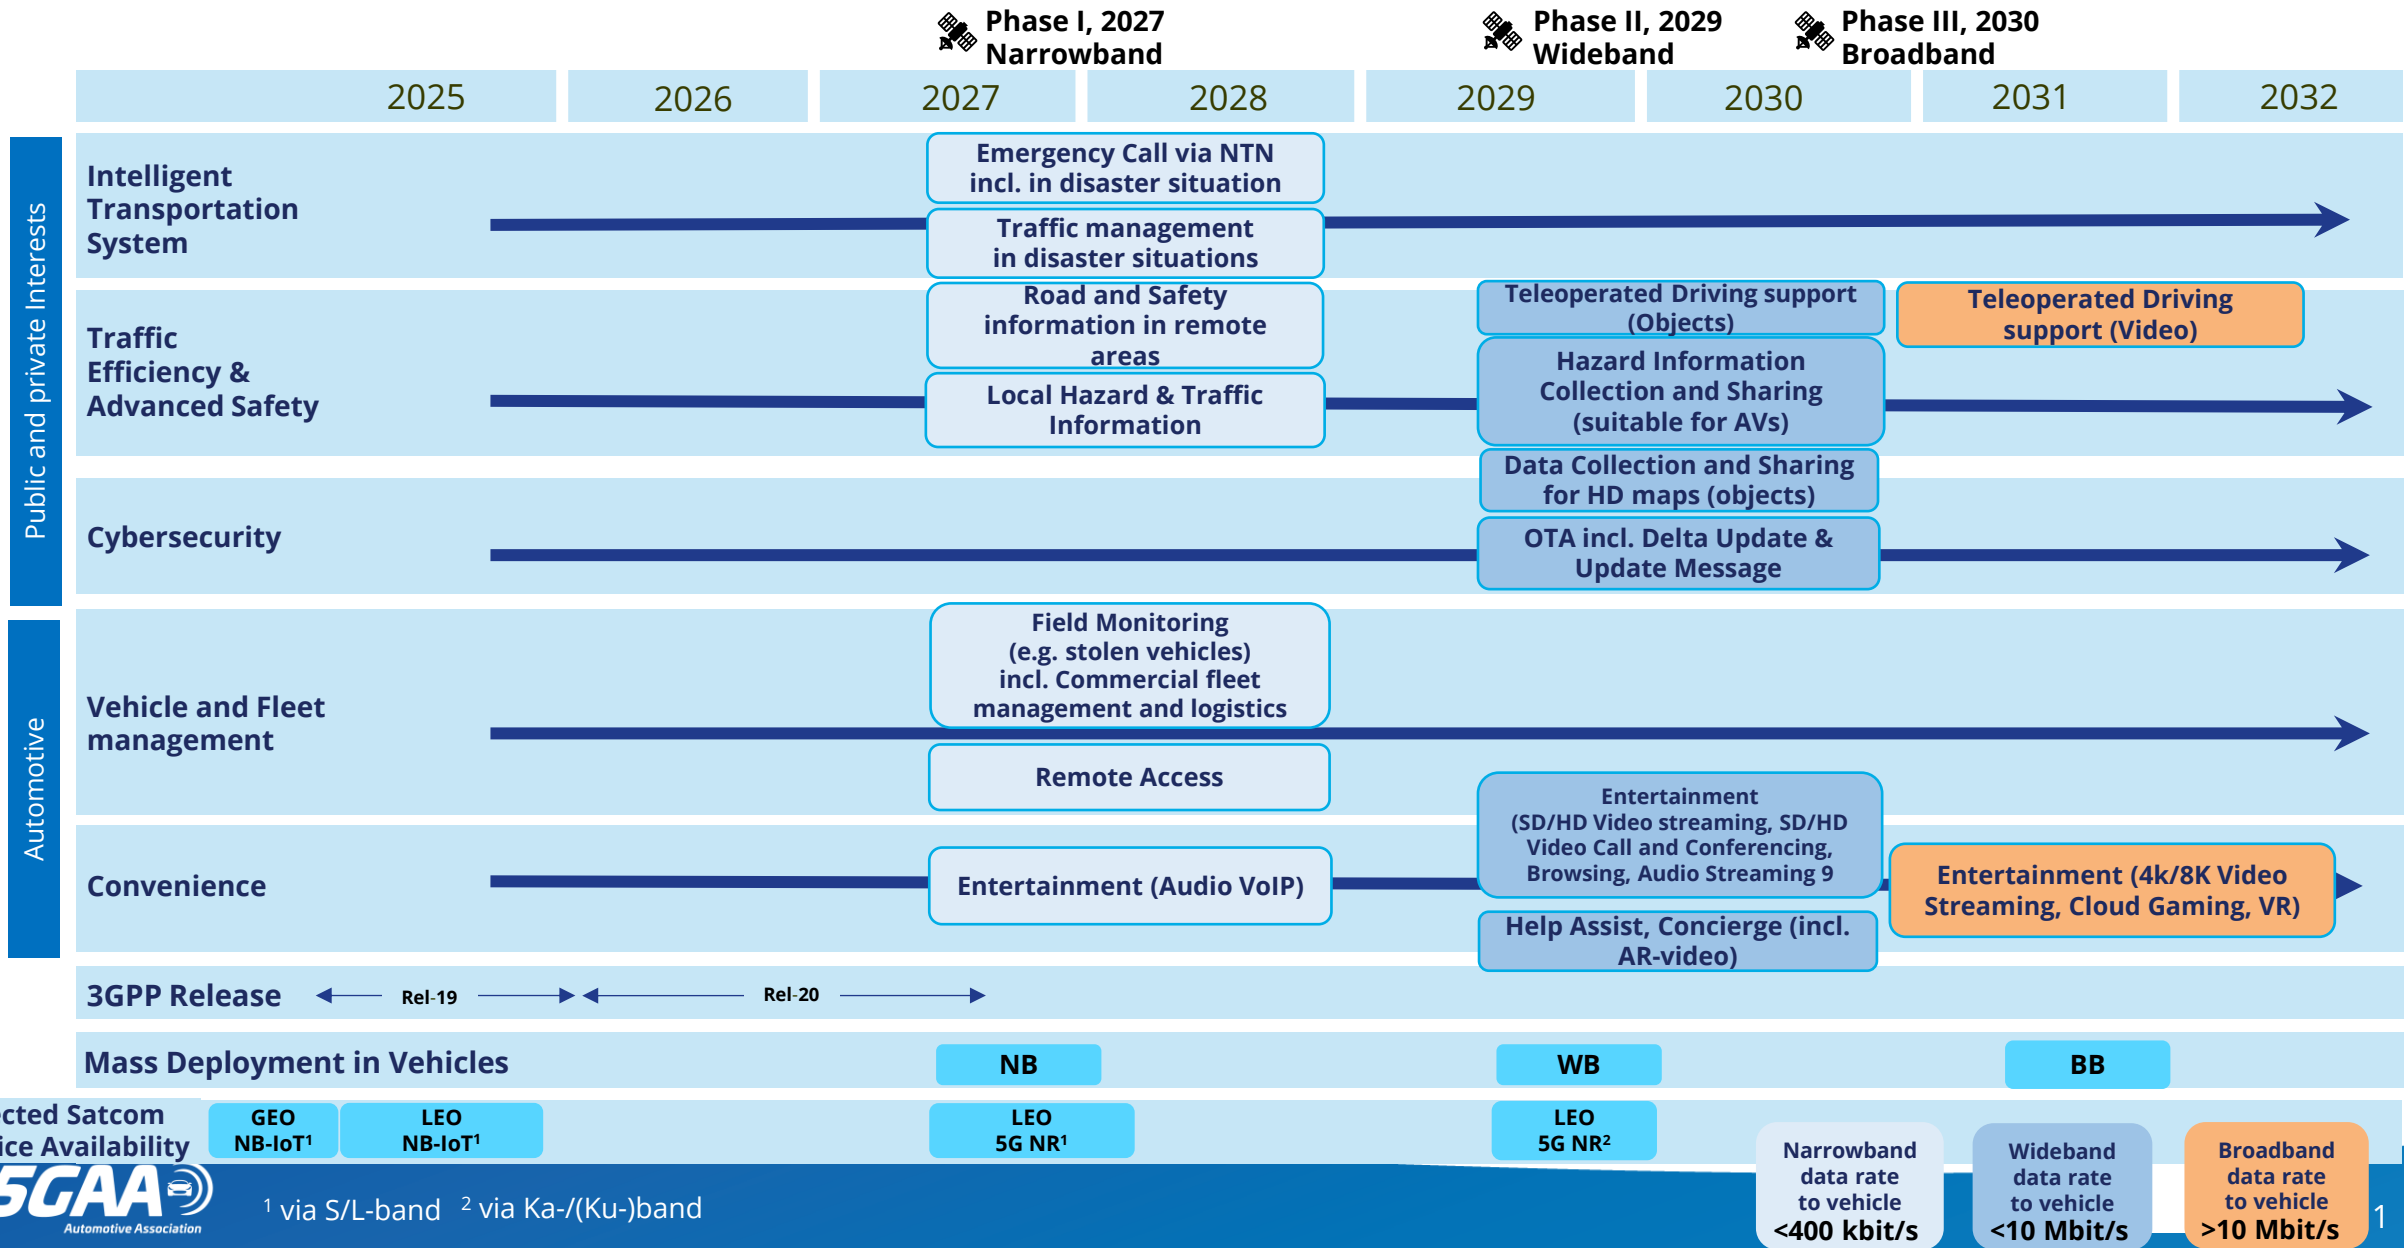 Phase I, 2027
Narrowband
Phase II, 2029
Wideband
Phase III, 2030
Broadband
2025
2026
2027
2028
2029
2030
2031
2032
Public and private Interests
Intelligent
Transportation
System
Emergency Call via NTN
incl. in disaster situation
Traffic management
in disaster situations
Traffic
Efficiency &
Advanced Safety
Road and Safety
information in remote
areas
Local Hazard & Traffic
Information
Teleoperated Driving support
(Objects)
Hazard Information
Collection and Sharing
(suitable for AVs)
Teleoperated Driving
support (Video)
Cybersecurity
Data Collection and Sharing
for HD maps (objects)
OTA incl. Delta Update &
Update Message
Automotive
Vehicle and Fleet
management
Field Monitoring
(e.g. stolen vehicles)
incl. Commercial fleet
management and logistics
Remote Access
Convenience
Entertainment (Audio VoIP)
Entertainment
(SD/HD Video streaming, SD/HD
Video Call and Conferencing,
Browsing, Audio Streaming 9
Help Assist, Concierge (incl.
AR-video)
Entertainment (4k/8K Video
Streaming, Cloud Gaming, VR)
3GPP Release
Rel-19
Rel-20
Mass Deployment in Vehicles
NB
WB
BB
cted Satcom
ice Availability
GEO
NB-IoT¹
LEO
NB-IoT¹
LEO
5G NR¹
LEO
5G NR²
Narrowband
data rate
to vehicle
<400 kbit/s
Wideband
data rate
to vehicle
<10 Mbit/s
Broadband
data rate
to vehicle
>10 Mbit/s
5GAA
Automotive Association
¹ via S/L-band ² via Ka-/(Ku-)band
1